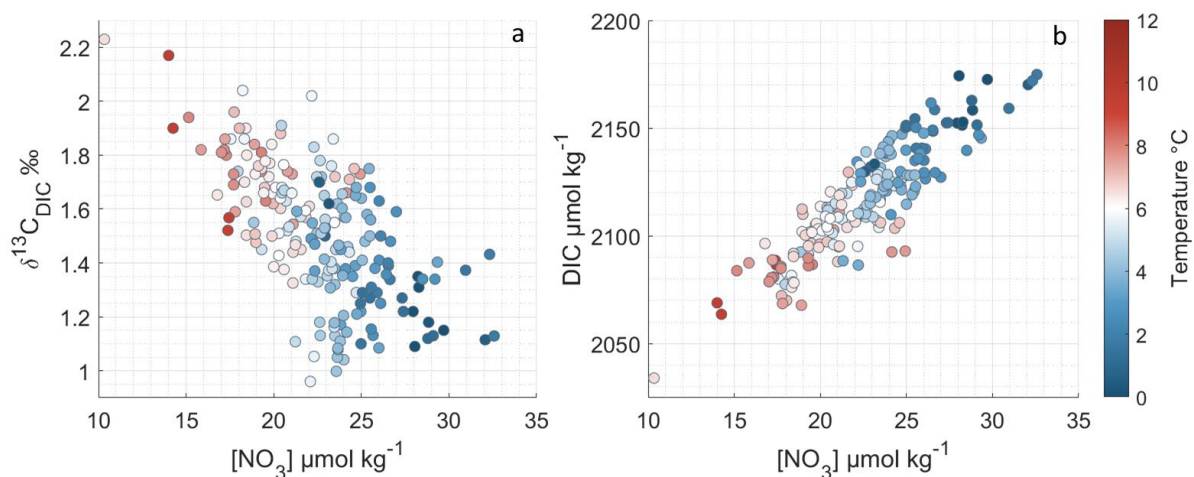 a
2.2
2
1.8
1.6
1.4
1.2
1
δ¹³C_DIC ‰
10 15 20 25 30 35
[NO₃] µmol kg⁻¹
b
2200
2150
2100
2050
DIC µmol kg⁻¹
10 15 20 25 30 35
[NO₃] µmol kg⁻¹
12
10
8
6
4
2
0
Temperature °C